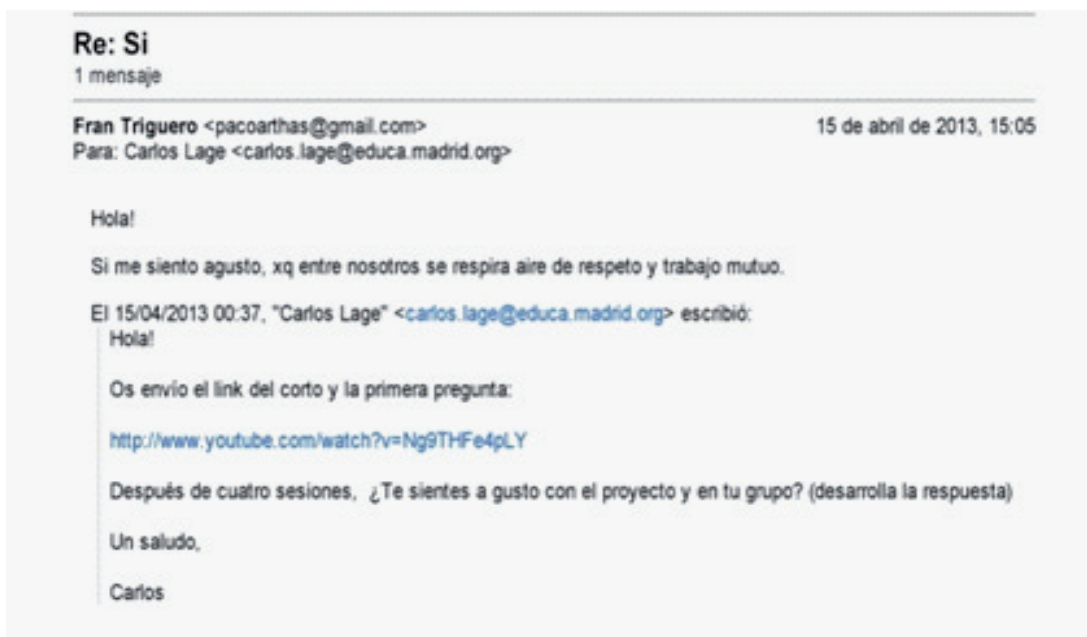 Re: Si
1 mensaje
Fran Triguero <pacoarthas@gmail.com> 15 de abril de 2013, 15:05
Para: Carlos Lage <carlos.lage@educa.madrid.org>
Hola!
Si me siento agusto, xq entre nosotros se respira aire de respeto y trabajo mutuo.
El 15/04/2013 00:37, "Carlos Lage" <carlos.lage@educa.madrid.org> escribió:
Hola!
Os envío el link del corto y la primera pregunta:
http://www.youtube.com/watch?v=Ng9THFe4pLY
Después de cuatro sesiones, ¿Te sientes a gusto con el proyecto y en tu grupo? (desarrolla la respuesta)
Un saludo,
Carlos